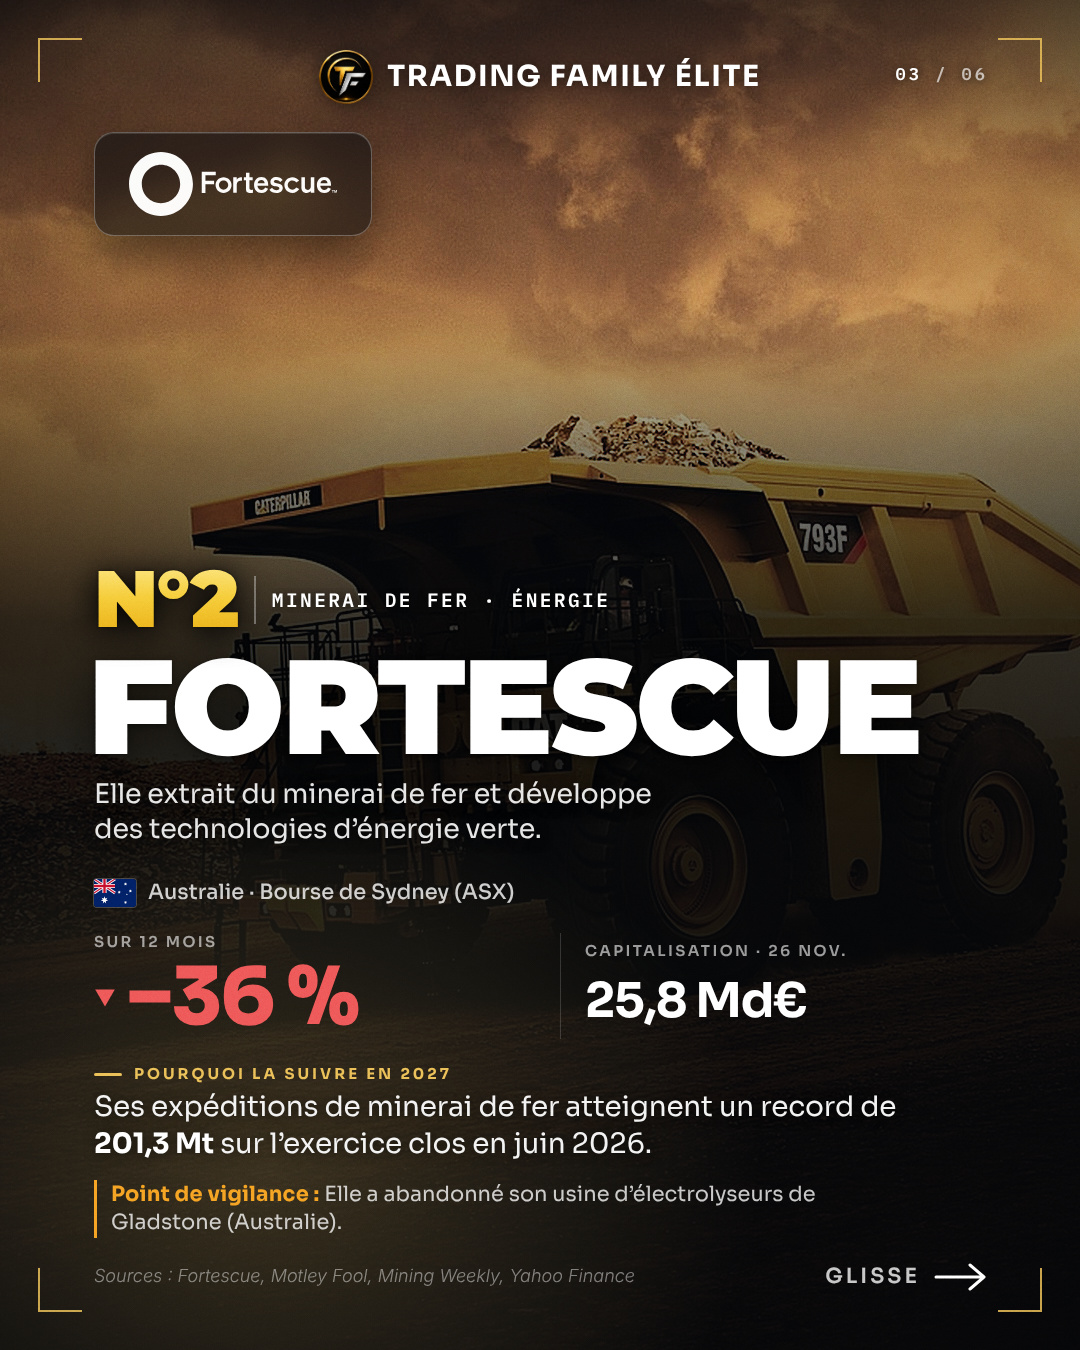 TRADING FAMILY ÉLITE
03 / 06
Fortescue™
CATERPILLAR
793F
N°2
MINERAI DE FER · ÉNERGIE
FORTESCUE
Elle extrait du minerai de fer et développe
des technologies d’énergie verte.
Australie · Bourse de Sydney (ASX)
SUR 12 MOIS
▼ −36 %
CAPITALISATION · 26 NOV.
25,8 Md€
POURQUOI LA SUIVRE EN 2027
Ses expéditions de minerai de fer atteignent un record de
201,3 Mt sur l’exercice clos en juin 2026.
Point de vigilance : Elle a abandonné son usine d’électrolyseurs de
Gladstone (Australie).
Sources : Fortescue, Motley Fool, Mining Weekly, Yahoo Finance
GLISSE →